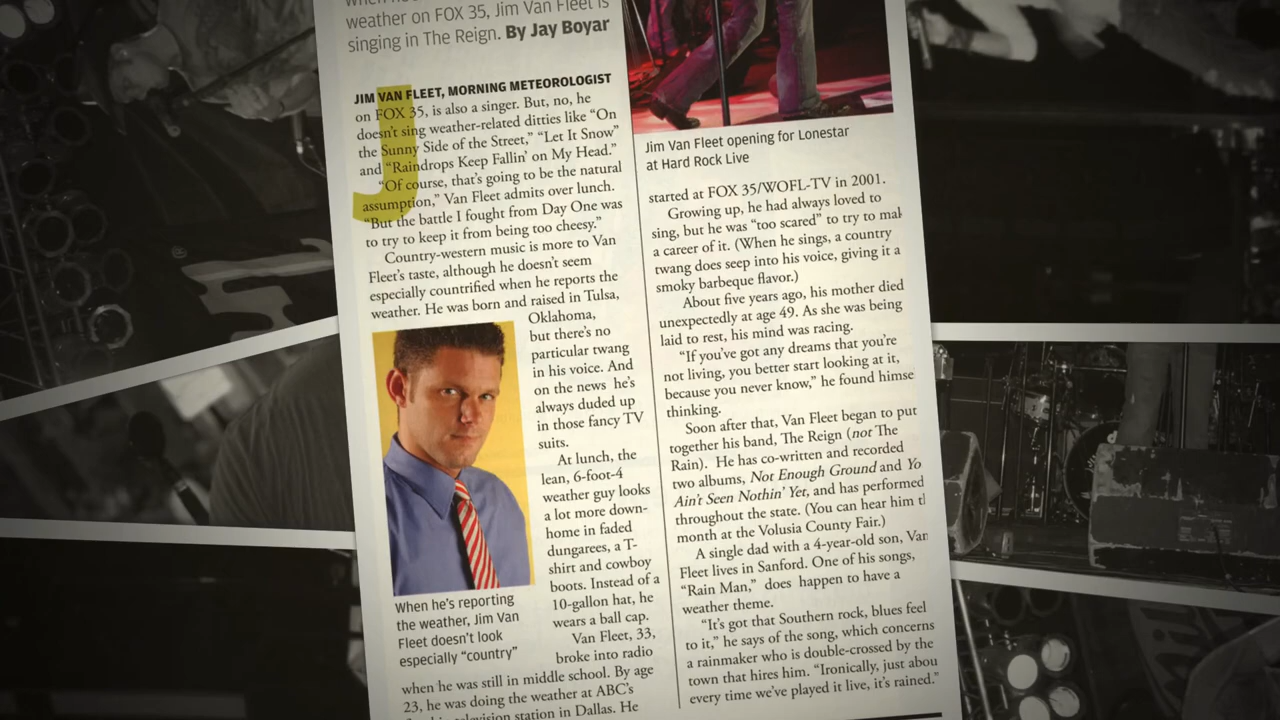 weather on FOX 35, Jim Van Fleet is
singing in The Reign. By Jay Boyar
JIM VAN FLEET, MORNING METEOROLOGIST
on FOX 35, is also a singer. But, no, he
doesn't sing weather-related ditties like “On
the Sunny Side of the Street,” “Let It Snow”
and “Raindrops Keep Fallin' on My Head.”
“Of course, that's going to be the natural
assumption,” Van Fleet admits over lunch.
“But the battle I fought from Day One was
to try to keep it from being too cheesy.”
Country-western music is more to Van
Fleet's taste, although he doesn't seem
especially countrified when he reports the
weather. He was born and raised in Tulsa,
Oklahoma,
but there's no
particular twang
in his voice. And
on the news he's
always duded up
in those fancy TV
suits.
At lunch, the
lean, 6-foot-4
weather guy looks
a lot more down-
home in faded
dungarees, a T-
shirt and cowboy
boots. Instead of a
10-gallon hat, he
wears a ball cap.
Van Fleet, 33,
broke into radio
when he was still in middle school. By age
23, he was doing the weather at ABC's
television station in Dallas. He
When he's reporting
the weather, Jim Van
Fleet doesn't look
especially “country”
Jim Van Fleet opening for Lonestar
at Hard Rock Live
started at FOX 35/WOFL-TV in 2001.
Growing up, he had always loved to
sing, but he was “too scared” to try to mak
a career of it. (When he sings, a country
twang does seep into his voice, giving it a
smoky barbeque flavor.)
About five years ago, his mother died
unexpectedly at age 49. As she was being
laid to rest, his mind was racing.
“If you've got any dreams that you're
not living, you better start looking at it,
because you never know,” he found himse
thinking.
Soon after that, Van Fleet began to put
together his band, The Reign (not The
Rain). He has co-written and recorded
two albums, Not Enough Ground and Yo
Ain't Seen Nothin' Yet, and has performed
throughout the state. (You can hear him t
month at the Volusia County Fair.)
A single dad with a 4-year-old son, Van
Fleet lives in Sanford. One of his songs,
“Rain Man,” does happen to have a
weather theme.
“It's got that Southern rock, blues feel
to it,” he says of the song, which concerns
a rainmaker who is double-crossed by the
town that hires him. “Ironically, just abou
every time we've played it live, it's rained.”